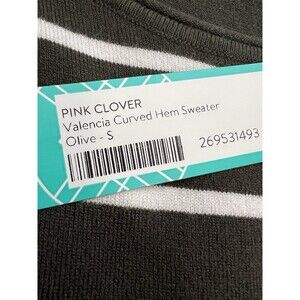 PINK CLOVER
Valencia Curved Hem Sweater
Olive - S
269531493